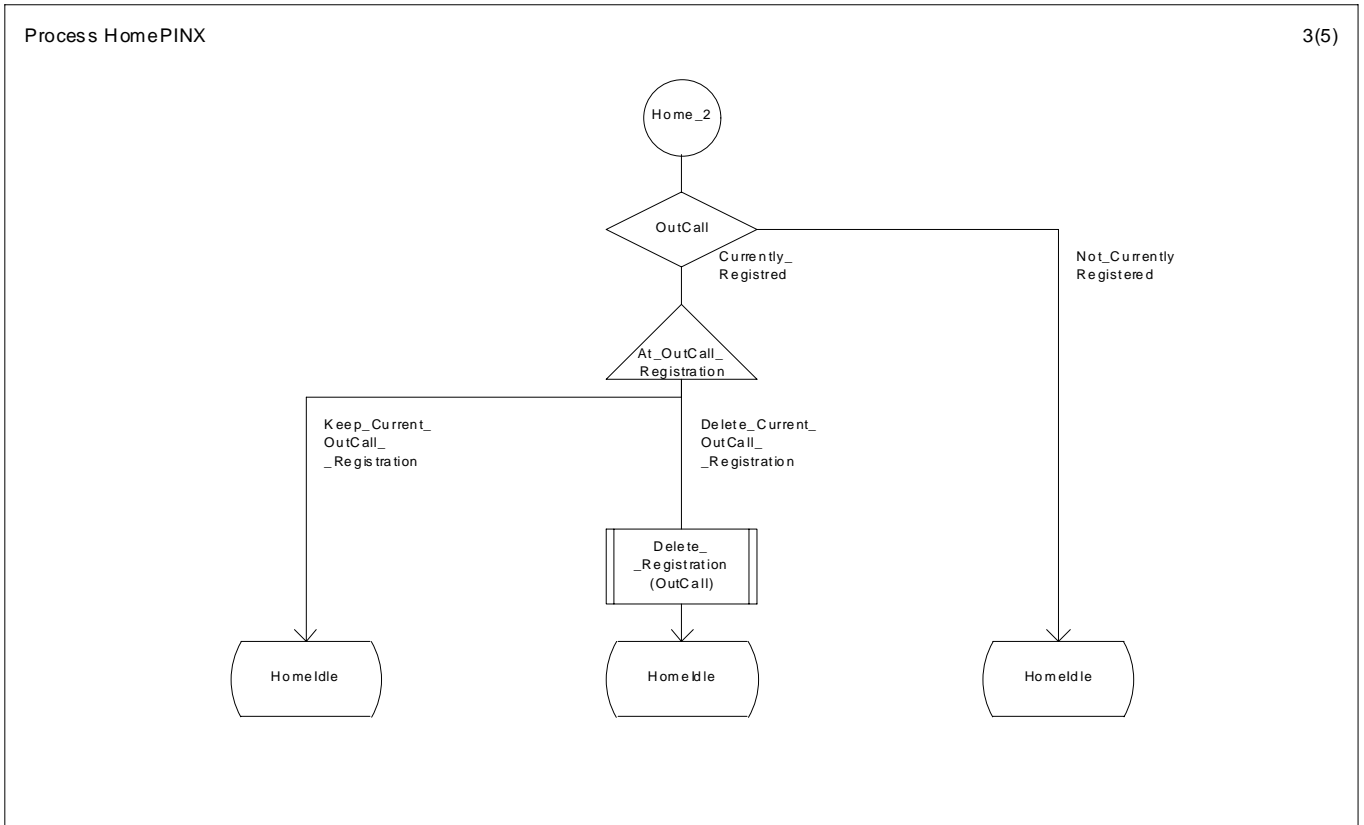 Process HomePINX
3(5)
Home_2
OutCall
Currently_
Registred
Not_Currently
Registered
At_OutCall_
Registration
Keep_Current_
OutCall_
_Registration
Delete_Current_
OutCall_
_Registration
Delete_
_Registration
(OutCall)
HomeIdle
HomeIdle
HomeIdle